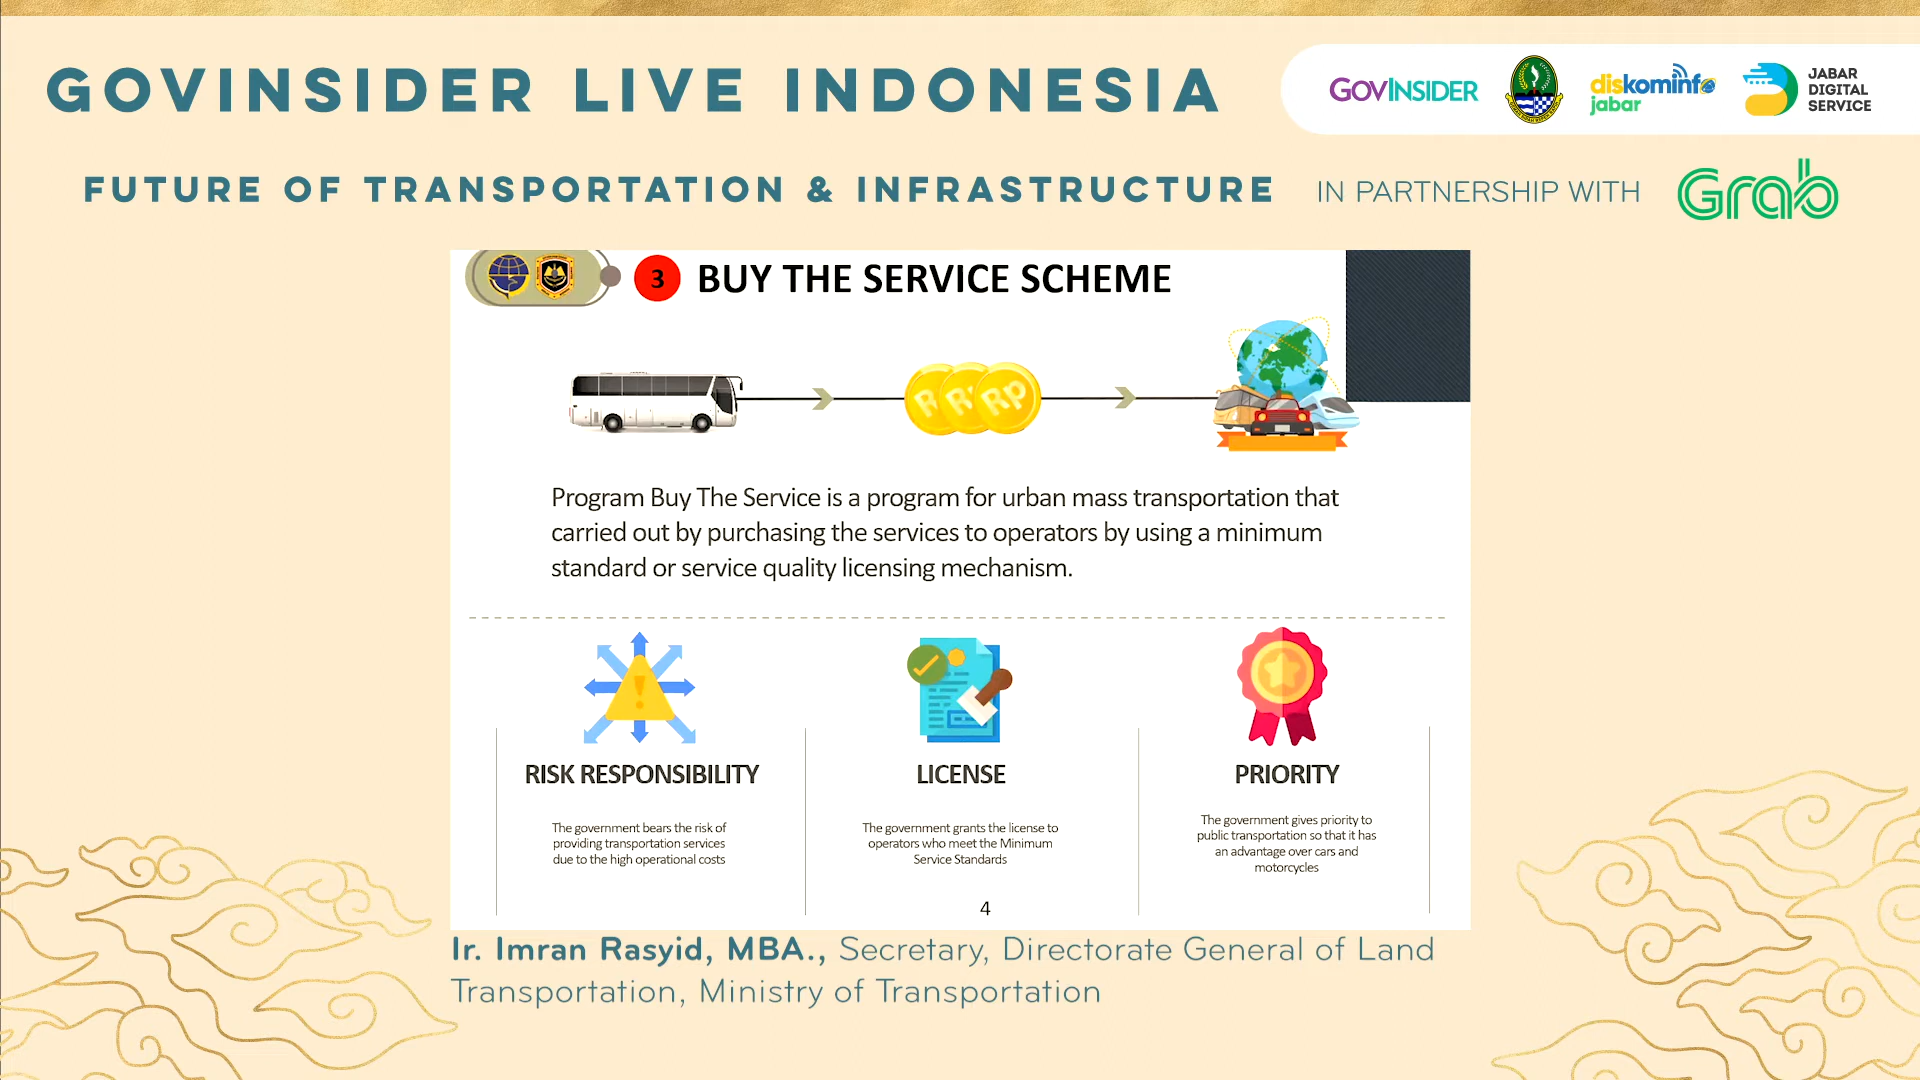 GOVINSIDER LIVE INDONESIA
GOVINSIDER
diskominfo
jabar
JABAR
DIGITAL
SERVICE
FUTURE OF TRANSPORTATION & INFRASTRUCTURE
IN PARTNERSHIP WITH
Grab
3
BUY THE SERVICE SCHEME
Rp
Program Buy The Service is a program for urban mass transportation that
carried out by purchasing the services to operators by using a minimum
standard or service quality licensing mechanism.
RISK RESPONSIBILITY
The government bears the risk of
providing transportation services
due to the high operational costs
LICENSE
The government grants the license to
operators who meet the Minimum
Service Standards
PRIORITY
The government gives priority to
public transportation so that it has
an advantage over cars and
motorcycles
4
Ir. Imran Rasyid, MBA., Secretary, Directorate General of Land
Transportation, Ministry of Transportation